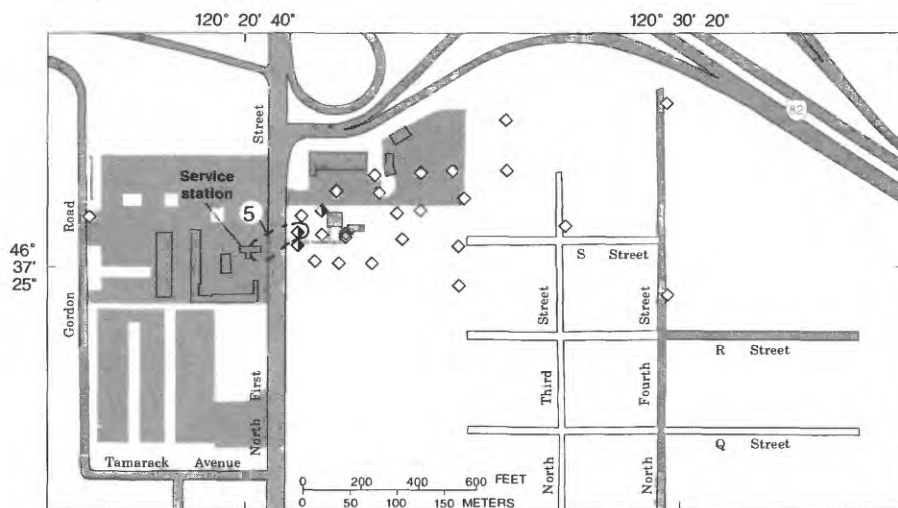 120° 20' 40"
120° 30' 20"
82
Street
Service
station
5
Road
46°
37'
25"
S Street
Street
Street
Gordon
R Street
First
Third
Fourth
Q Street
Tamarack Avenue
North
North
North
0 200 400 600 FEET
0 50 100 150 METERS